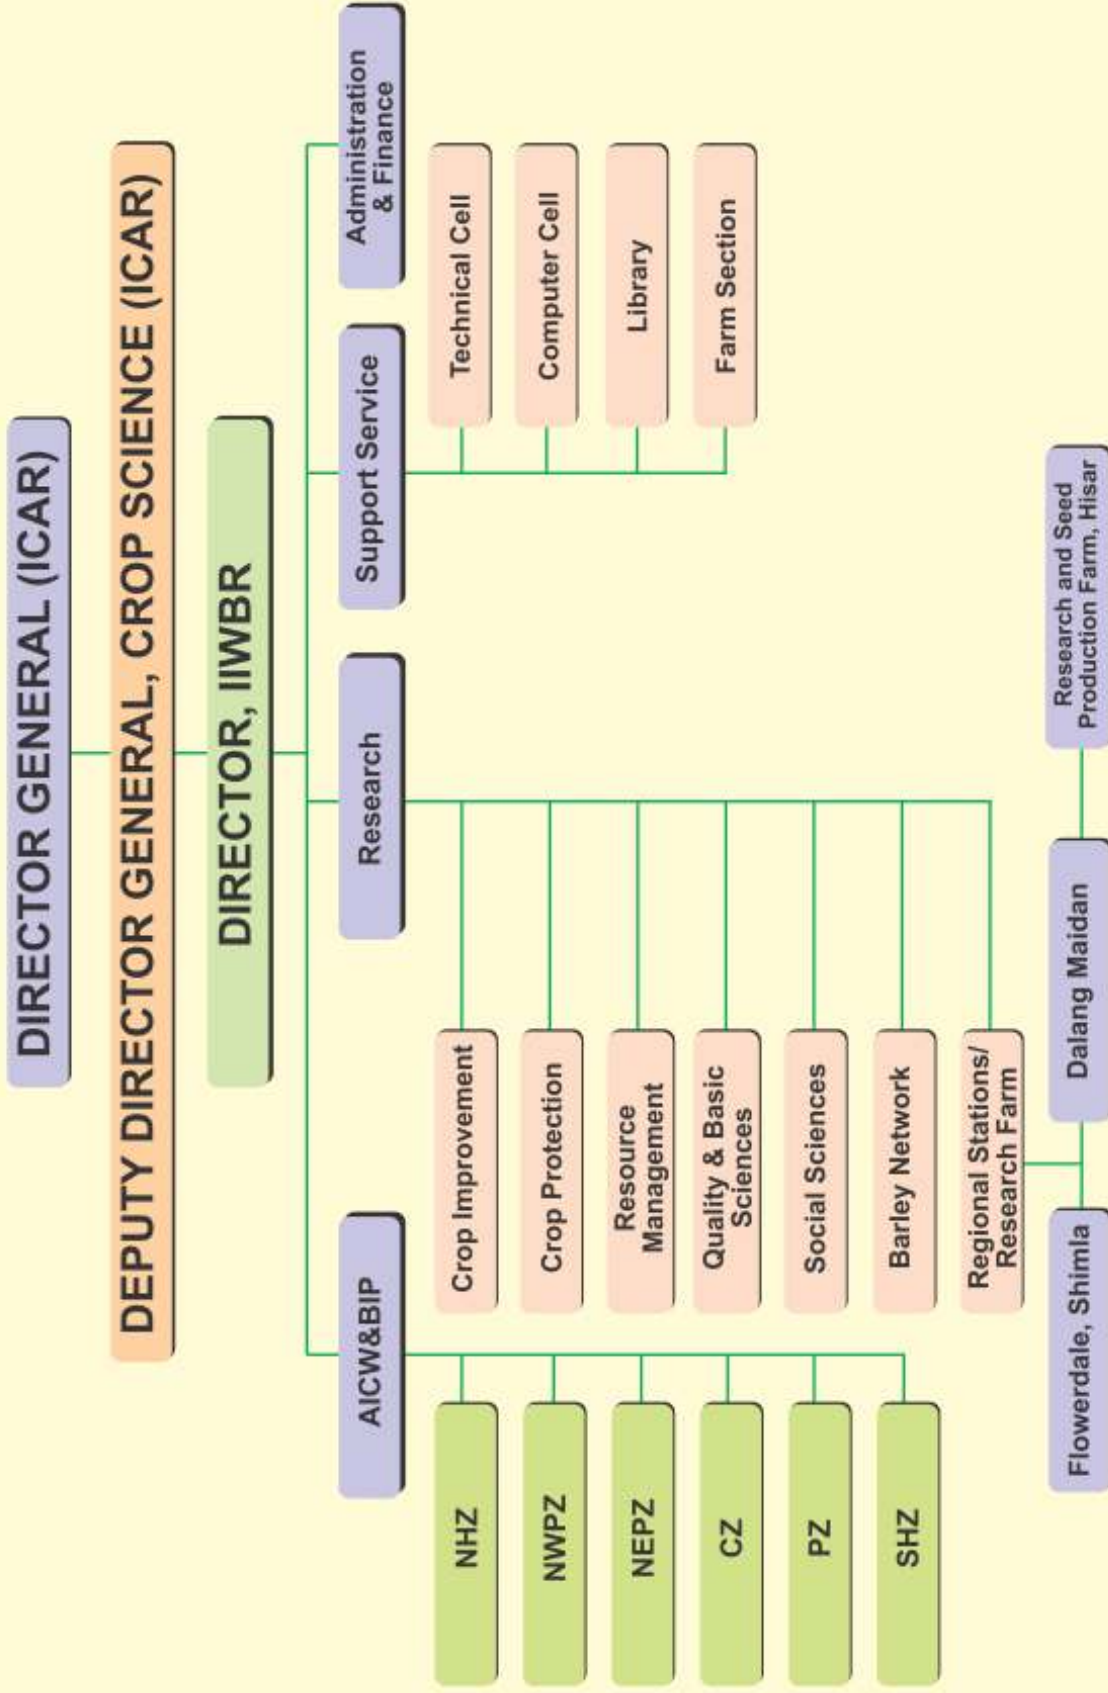 DIRECTOR GENERAL (ICAR)
DEPUTY DIRECTOR GENERAL, CROP SCIENCE (ICAR)
DIRECTOR, IIWBR
AICW&BIP
Research
Support Service
Administration
& Finance
NHZ
NWPZ
NEPZ
CZ
PZ
SHZ
Crop Improvement
Crop Protection
Resource
Management
Quality & Basic
Sciences
Social Sciences
Barley Network
Regional Stations/
Research Farm
Technical Cell
Computer Cell
Library
Farm Section
Flowerdale, Shimla
Dalang Maidan
Research and Seed
Production Farm, Hisar